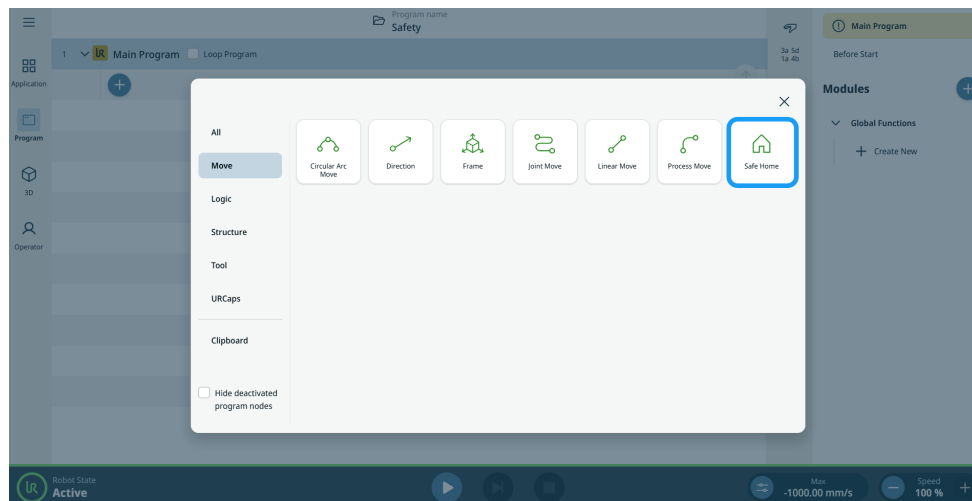 Program name
Safety
1 Main Program Loop Program
3a 5d
1a 4b
Application
Program
3D
Operator
All
Move
Logic
Structure
Tool
URCaps
Clipboard
Hide deactivated
program nodes
Circular Arc
Move
Direction
Frame
Joint Move
Linear Move
Process Move
Safe Home
Main Program
Before Start
Modules
Global Functions
Create New
Robot State
Active
Max
-1000.00 mm/s
Speed
100 %